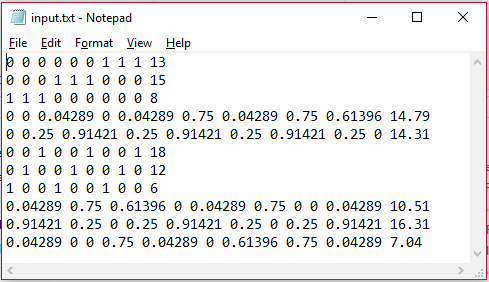 input.txt - Notepad
File Edit Format View Help
0 0 0 0 0 0 1 1 1 13
0 0 0 1 1 1 0 0 0 15
1 1 1 0 0 0 0 0 0 8
0 0 0.04289 0 0.04289 0.75 0.04289 0.75 0.61396 14.79
0 0.25 0.91421 0.25 0.91421 0.25 0.91421 0.25 0 14.31
0 0 1 0 0 1 0 0 1 18
0 1 0 0 1 0 0 1 0 12
1 0 0 1 0 0 1 0 0 6
0.04289 0.75 0.61396 0 0.04289 0.75 0 0 0.04289 10.51
0.91421 0.25 0 0.25 0.91421 0.25 0 0.25 0.91421 16.31
0.04289 0 0 0.75 0.04289 0 0.61396 0.75 0.04289 7.04